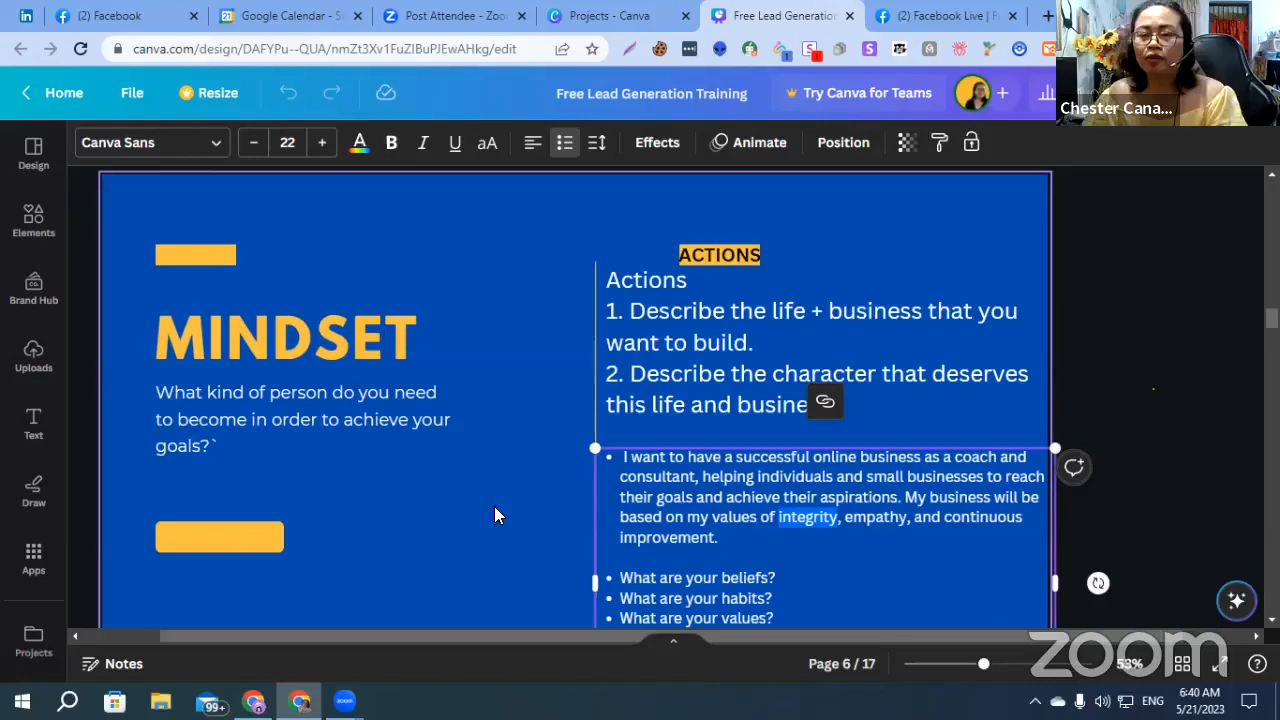 (2) Facebook
Google Calendar - S
Post Attendee - Zoo
Projects - Canva
Free Lead Generation
(2) Facebook Live | F
canva.com/design/DAFYPu--QUA/nmZt3Xv1FuZIBuPJEwAHkg/edit
Home
File
Resize
Free Lead Generation Training
Try Canva for Teams
Chester Cana...
Canva Sans
22
B
I
U
aA
Effects
Animate
Position
Design
Elements
Brand Hub
Uploads
Text
Draw
Apps
Projects
MINDSET
What kind of person do you need
to become in order to achieve your
goals?`
ACTIONS
Actions
1. Describe the life + business that you
want to build.
2. Describe the character that deserves
this life and busine
• I want to have a successful online business as a coach and
consultant, helping individuals and small businesses to reach
their goals and achieve their aspirations. My business will be
based on my values of integrity, empathy, and continuous
improvement.
• What are your beliefs?
• What are your habits?
• What are your values?
Notes
Page 6 / 17
53%
zoom
99+
zoom
ENG
6:40 AM
5/21/2023